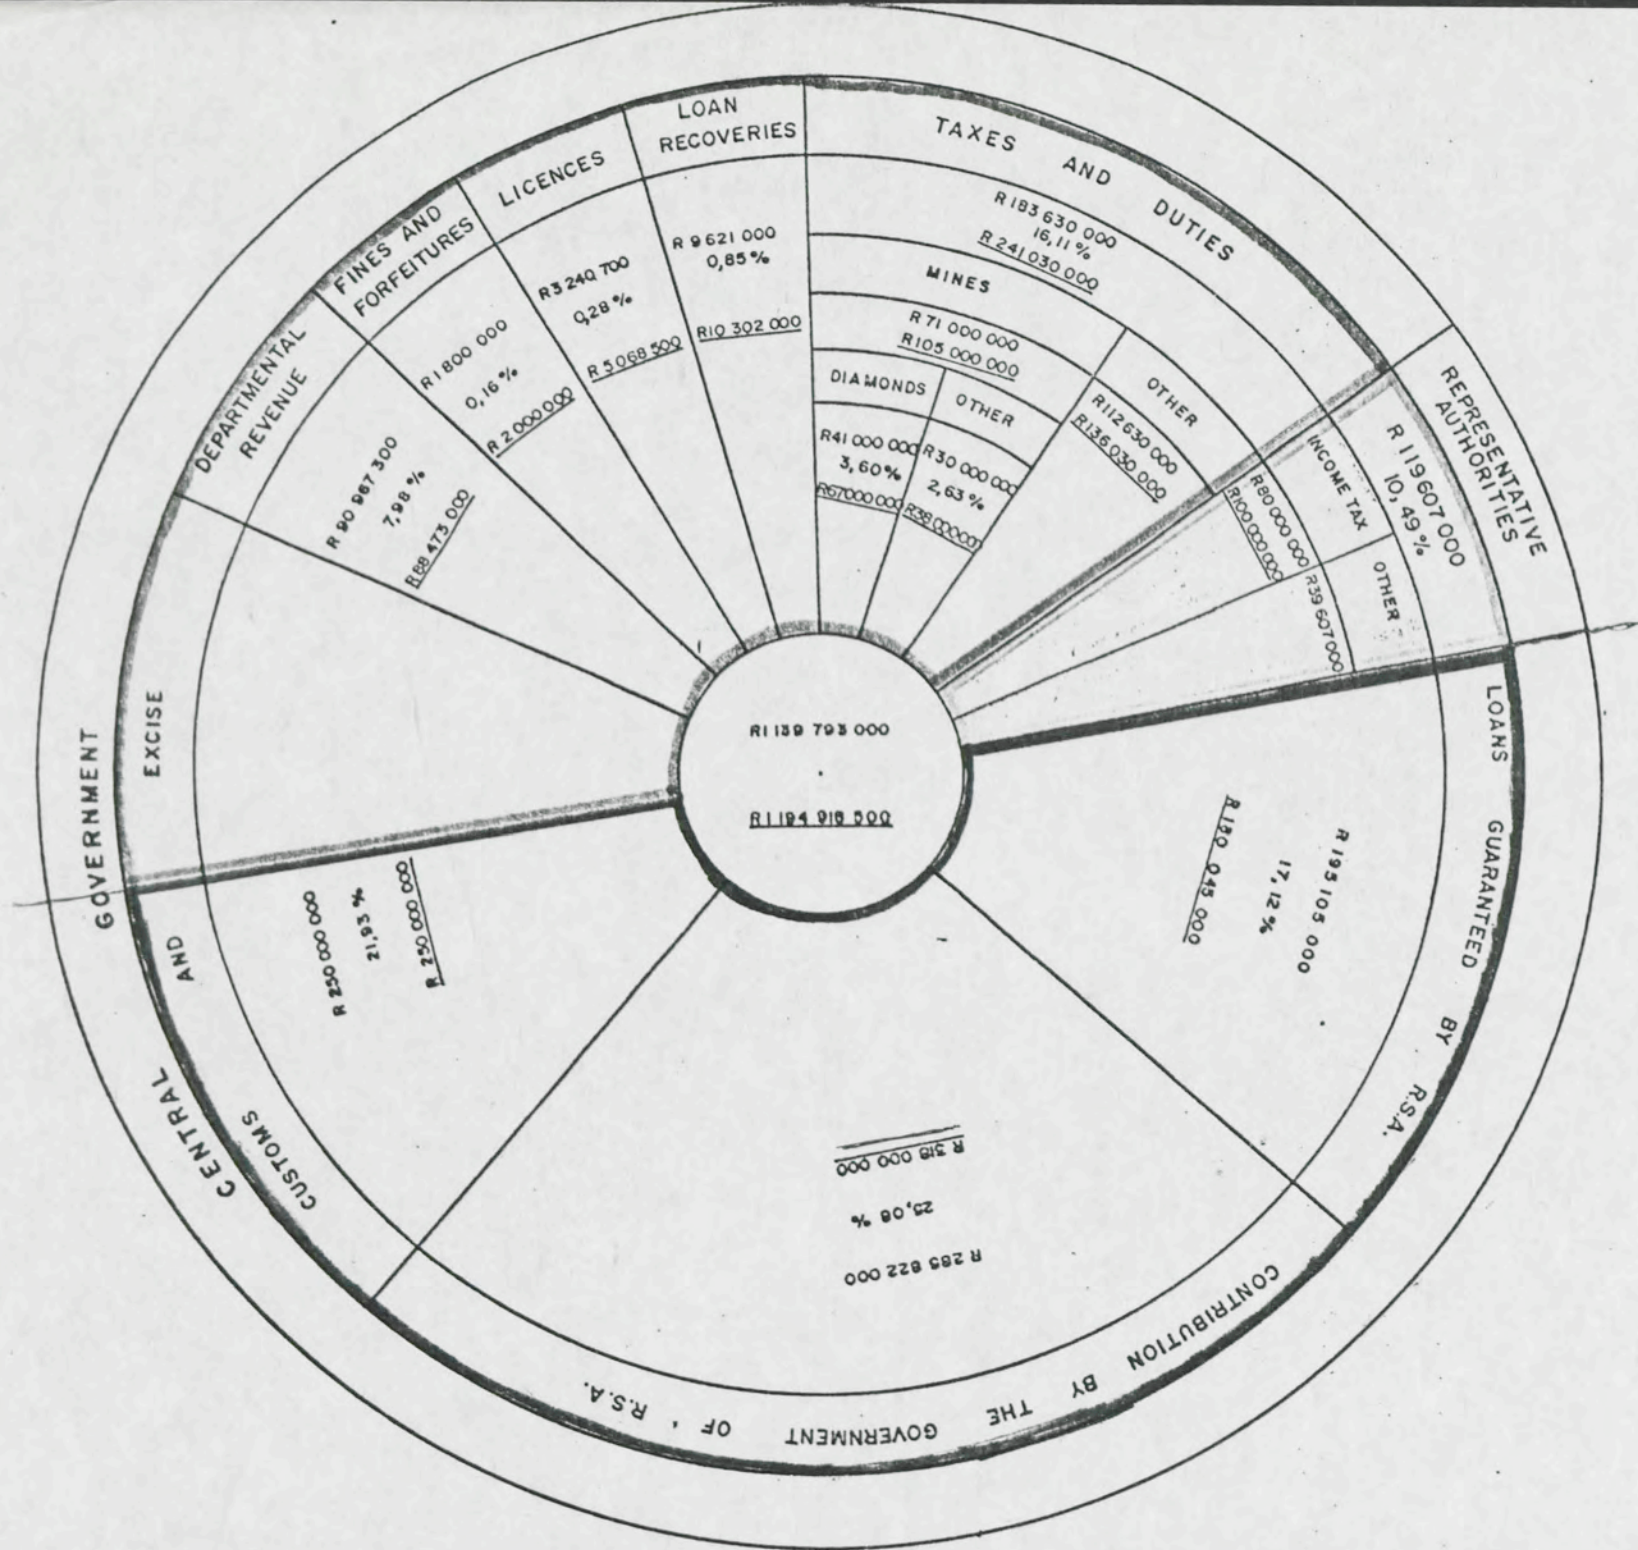 GOVERNMENT
CENTRAL
REPRESENTATIVE
AUTHORITIES
TAXES AND DUTIES
R183 630 000
16,11 %
R 241 030 000
MINES
R 71 000 000
R105 000 000
DIAMONDS
R41 000 000
3,60%
R67000 000
OTHER
R30 000 000
2,63 %
R38 000000
OTHER
R112 630 000
R136 030 000
R 119607 000
10,49 %
INCOME TAX
R80 000 000
R100 000 000
OTHER
R39 607 000
LOANS GUARANTEED BY R.S.A.
R 195 105 000
17,12 %
R 180 045 000
CONTRIBUTION BY THE GOVERNMENT OF R.S.A.
R 285 822 000
25,08 %
R 318 000 000
CUSTOMS AND EXCISE
R 250 000 000
21,93 %
R 250 000 000
DEPARTMENTAL
REVENUE
R 90 967 300
7,98 %
R88 473 000
FINES AND
FORFEITURES
R1 800 000
0,16 %
R 2 000 000
LICENCES
R3 240 700
0,28 %
R 5 068 500
LOAN
RECOVERIES
R 9 621 000
0,85 %
R10 302 000
R1 139 793 000
R1 194 918 500